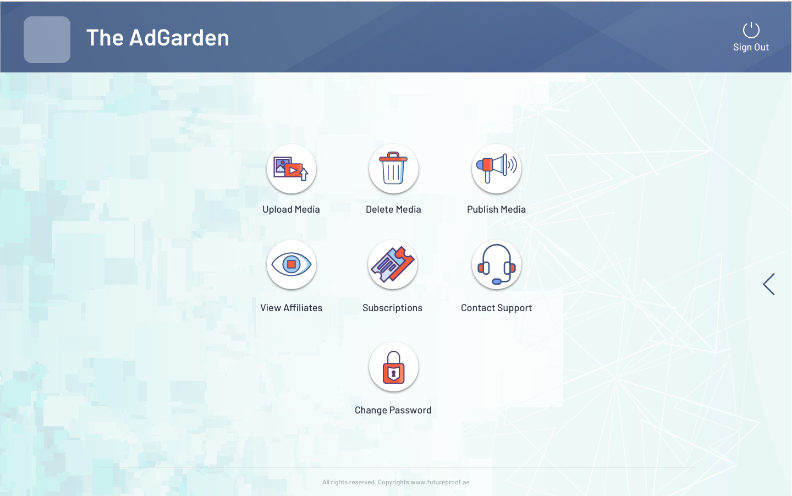 The AdGarden
Sign Out
Upload Media
Delete Media
Publish Media
View Affiliates
Subscriptions
Contact Support
Change Password
All rights reserved. Copyrights www.futureproof.ae